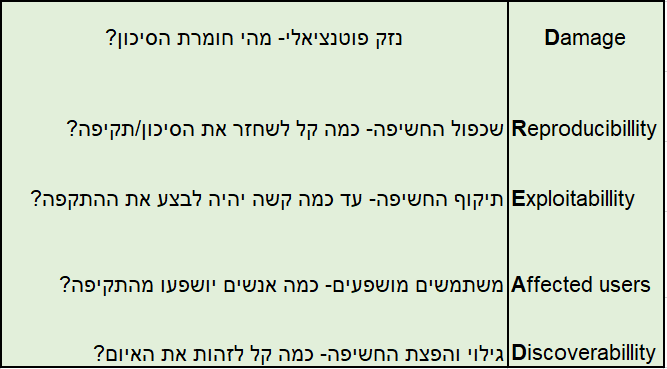 Damage נזק פוטנציאלי- מהי חומרת הסיכון?
Reproducibillity שכפול החשיפה- כמה קל לשחזר את הסיכון/תקיפה?
Exploitabillity תיקוף החשיפה- עד כמה קשה יהיה לבצע את ההתקפה?
Affected users משתמשים מושפעים- כמה אנשים יושפעו מהתקיפה?
Discoverabillity גילוי והפצת החשיפה- כמה קל לזהות את האיום?